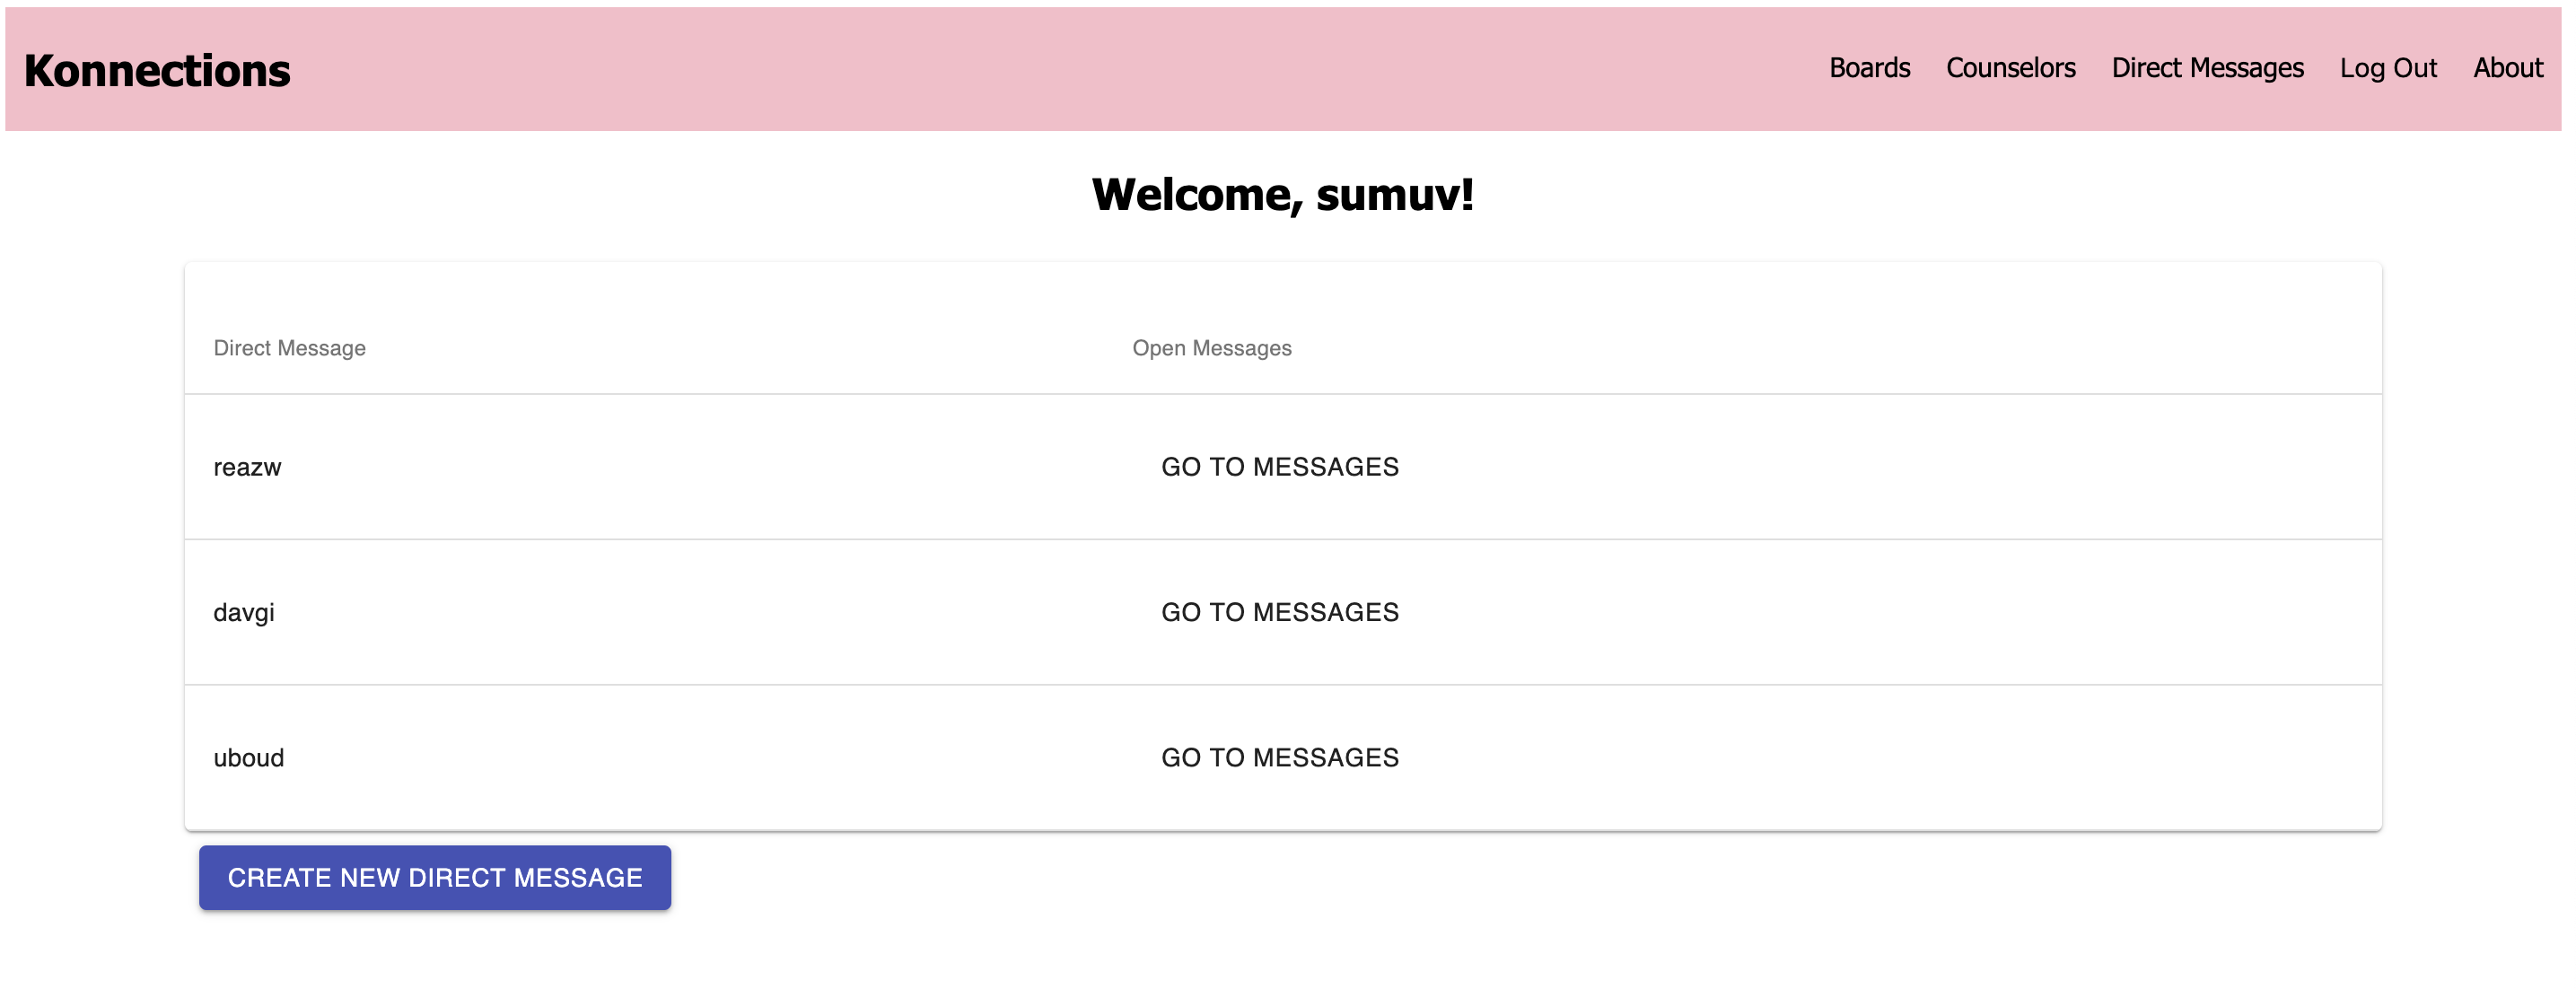 Konnections
Boards Counselors Direct Messages Log Out About
Welcome, sumuv!
Direct Message Open Messages
reazw GO TO MESSAGES
davgi GO TO MESSAGES
uboud GO TO MESSAGES
CREATE NEW DIRECT MESSAGE